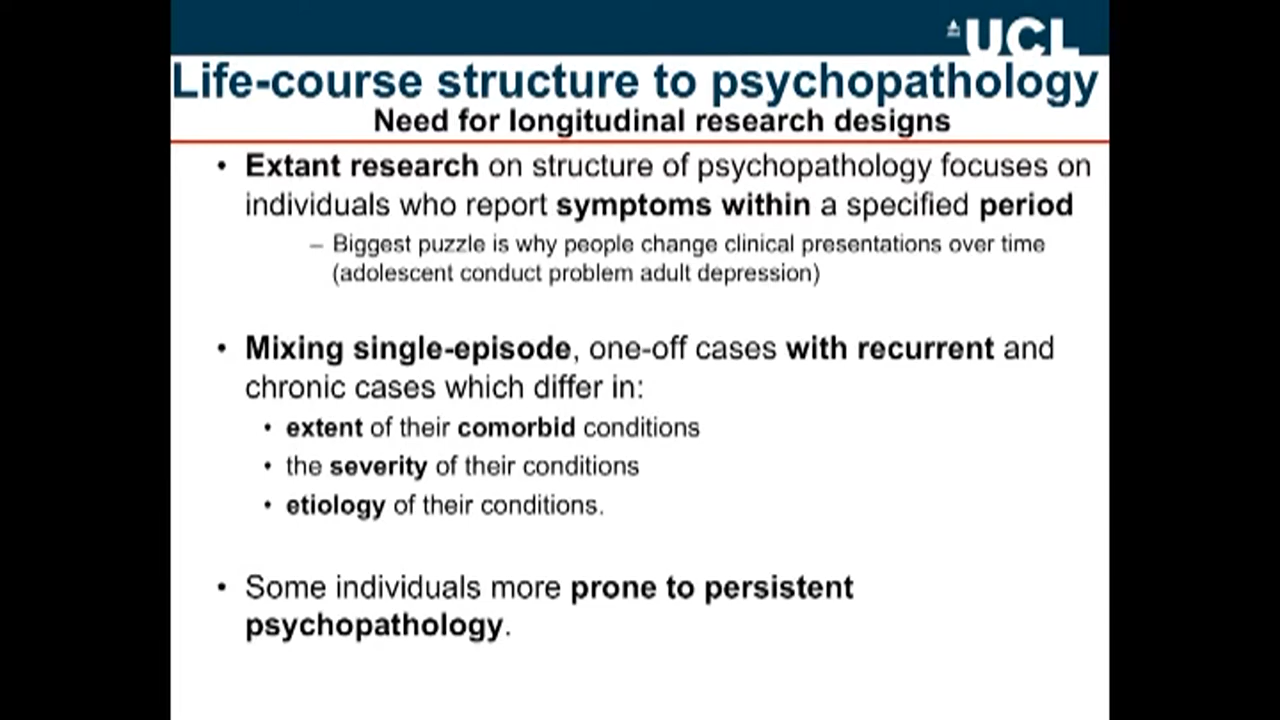 UCL
Life-course structure to psychopathology
Need for longitudinal research designs
• Extant research on structure of psychopathology focuses on
individuals who report symptoms within a specified period
– Biggest puzzle is why people change clinical presentations over time
(adolescent conduct problem adult depression)
• Mixing single-episode, one-off cases with recurrent and
chronic cases which differ in:
• extent of their comorbid conditions
• the severity of their conditions
• etiology of their conditions.
• Some individuals more prone to persistent
psychopathology.